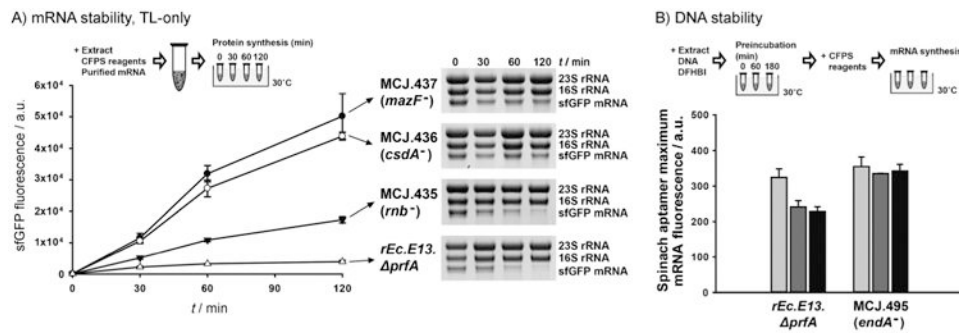 A) mRNA stability, TL-only
+ Extract
CFPS reagents
Purified mRNA
Protein synthesis (min)
0 30 60 120
30˚C
sfGFP fluorescence / a.u.
6x10⁴
5x10⁴
4x10⁴
3x10⁴
2x10⁴
1x10⁴
0
0 30 60 90 120
t / min
MCJ.437
(mazF⁻)
MCJ.436
(csdA⁻)
MCJ.435
(rnb⁻)
rEc.E13.
ΔprfA
0 30 60 120 t / min
23S rRNA
16S rRNA
sfGFP mRNA
23S rRNA
16S rRNA
sfGFP mRNA
23S rRNA
16S rRNA
sfGFP mRNA
23S rRNA
16S rRNA
sfGFP mRNA
B) DNA stability
+ Extract
DNA
DFHBI
Preincubation
(min)
0 60 180
30˚C
+ CFPS
reagents
mRNA synthesis
30˚C
Spinach aptamer maximum
mRNA fluorescence / a.u.
500
400
300
200
100
0
rEc.E13.
ΔprfA
MCJ.495
(endA⁻)